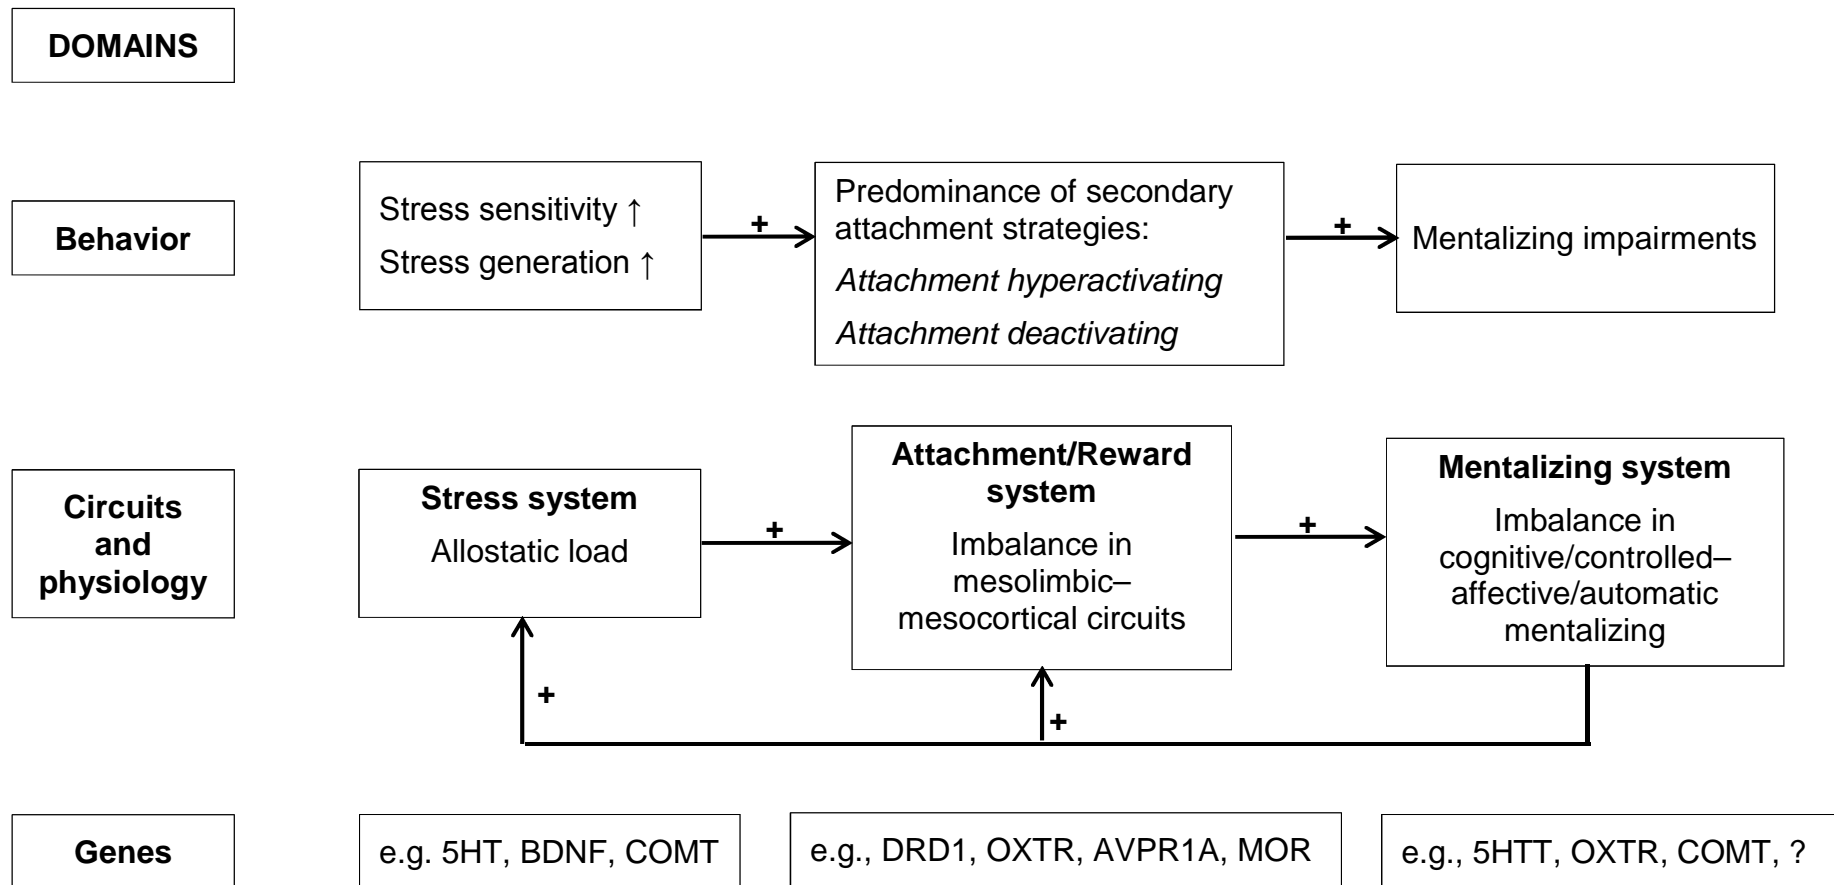 DOMAINS
Behavior
Stress sensitivity ↑
Stress generation ↑
+
Predominance of secondary
attachment strategies:
Attachment hyperactivating
Attachment deactivating
+
Mentalizing impairments
Circuits
and
physiology
Stress system
Allostatic load
+
Attachment/Reward
system
Imbalance in
mesolimbic–
mesocortical circuits
+
Mentalizing system
Imbalance in
cognitive/controlled–
affective/automatic
mentalizing
+
+
Genes
e.g. 5HT, BDNF, COMT
e.g., DRD1, OXTR, AVPR1A, MOR
e.g., 5HTT, OXTR, COMT, ?